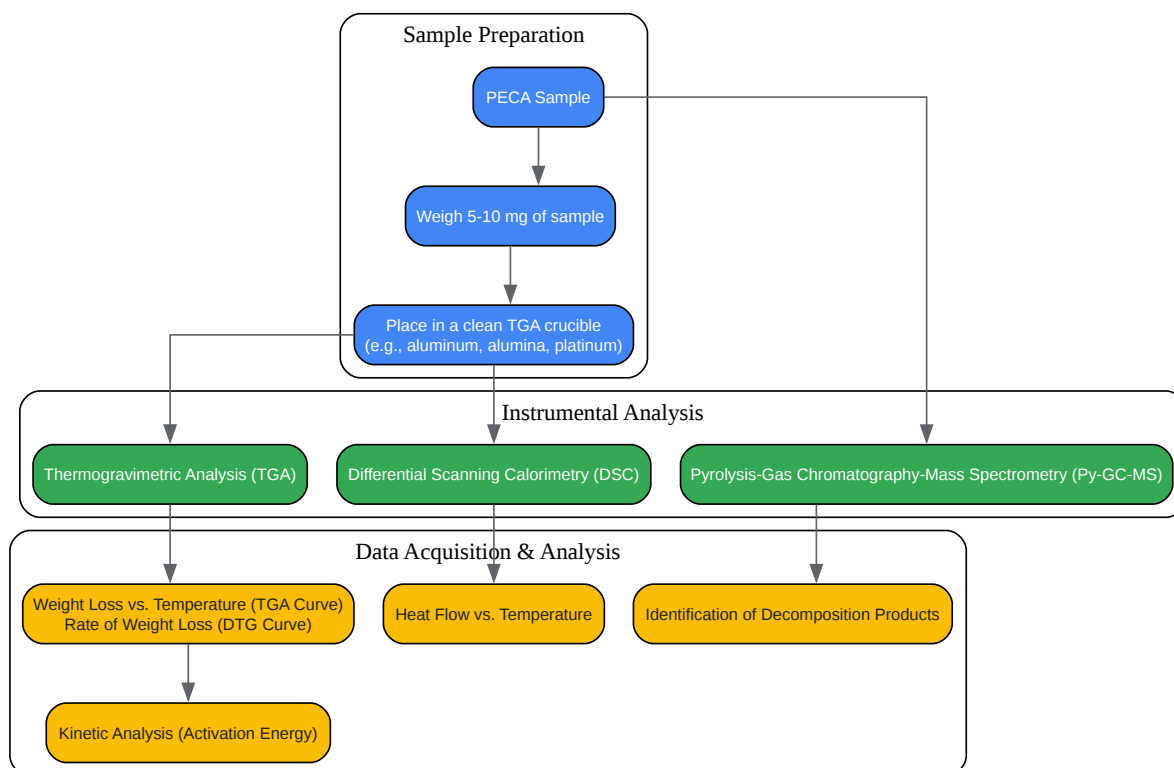 Sample Preparation
PECA Sample
Weigh 5-10 mg of sample
Place in a clean TGA crucible
(e.g., aluminum, alumina, platinum)
Instrumental Analysis
Thermogravimetric Analysis (TGA)
Differential Scanning Calorimetry (DSC)
Pyrolysis-Gas Chromatography-Mass Spectrometry (Py-GC-MS)
Data Acquisition & Analysis
Weight Loss vs. Temperature (TGA Curve)
Rate of Weight Loss (DTG Curve)
Heat Flow vs. Temperature
Identification of Decomposition Products
Kinetic Analysis (Activation Energy)